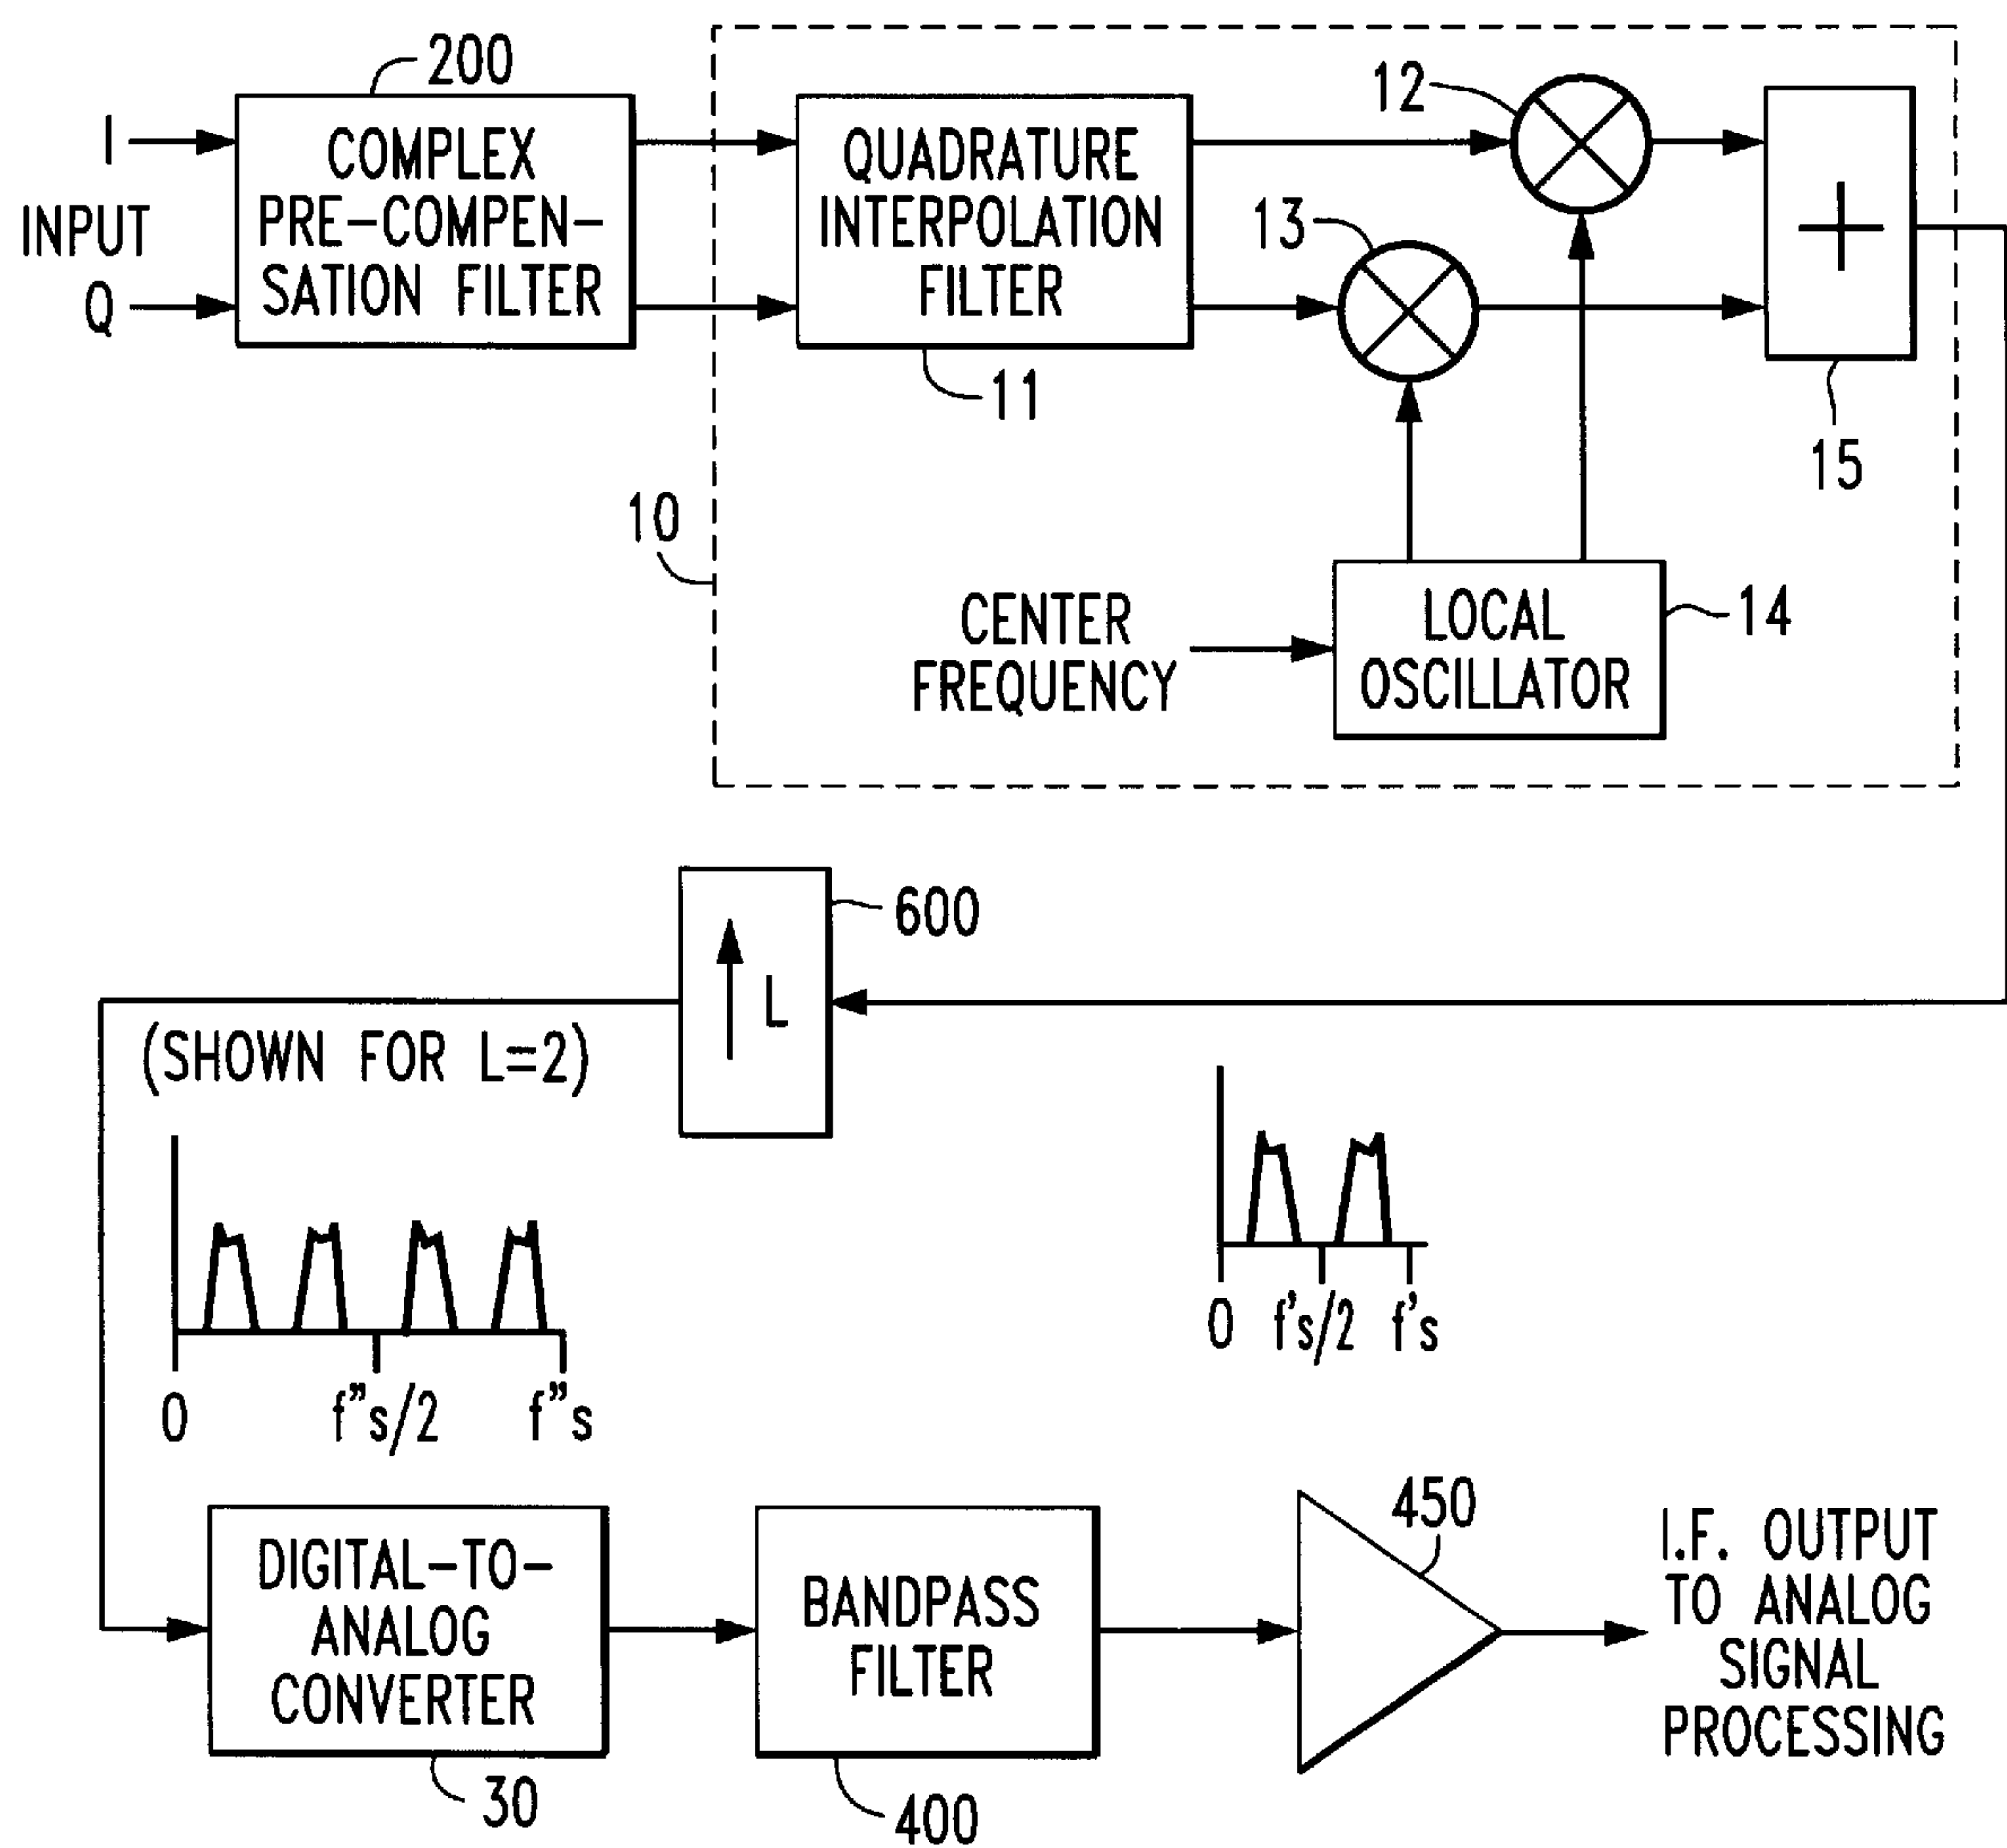 200
I
INPUT
Q
COMPLEX
PRE-COMPEN-
SATION FILTER
QUADRATURE
INTERPOLATION
FILTER
11
12
13
+
15
10
CENTER
FREQUENCY
LOCAL
OSCILLATOR
14
600
L
(SHOWN FOR L=2)
0 f's/2 f's
0 f"s/2 f"s
DIGITAL-TO-
ANALOG
CONVERTER
30
BANDPASS
FILTER
400
450
I.F. OUTPUT
TO ANALOG
SIGNAL
PROCESSING